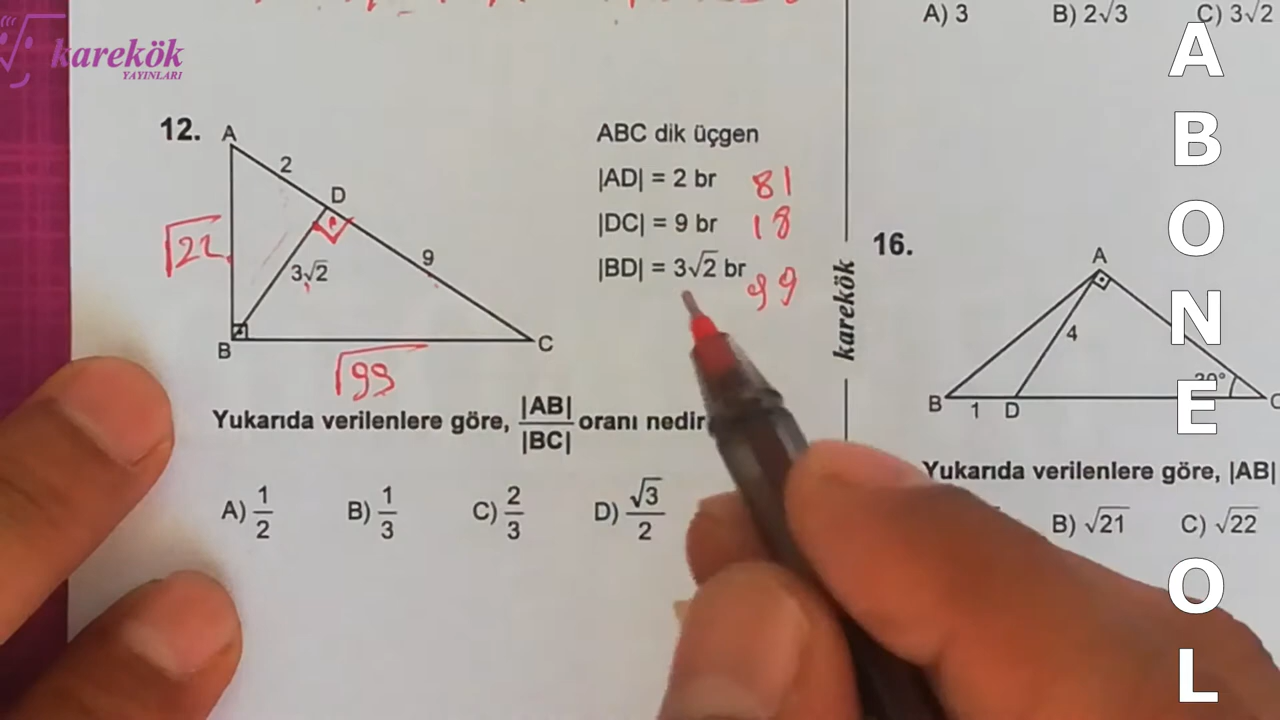 karekök
YAYINLARI
A) 3 B) 2√3 C) 3√2
12.
A
2
D
9
3√2
√22
B
C
√99
ABC dik üçgen
|AD| = 2 br 81
|DC| = 9 br 18
|BD| = 3√2 br 99
Yukarıda verilenlere göre, |AB|/|BC| oranı nedir
A) 1/2 B) 1/3 C) 2/3 D) √3/2
karekök
16.
A
4
30°
B 1 D C
Yukarıda verilenlere göre, |AB|
B) √21 C) √22
ABONE OL